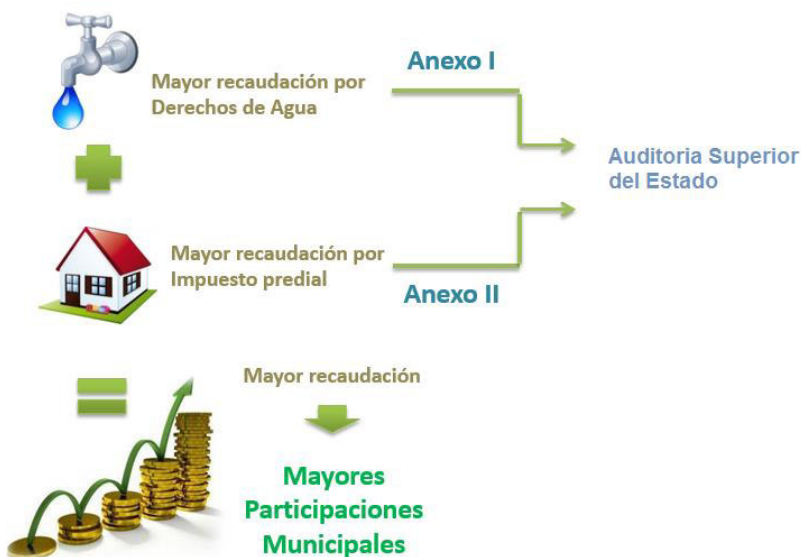 Anexo I
Mayor recaudación por
Derechos de Agua
Auditoria Superior
del Estado
Mayor recaudación por
Impuesto predial
Anexo II
Mayor recaudación
Mayores
Participaciones
Municipales